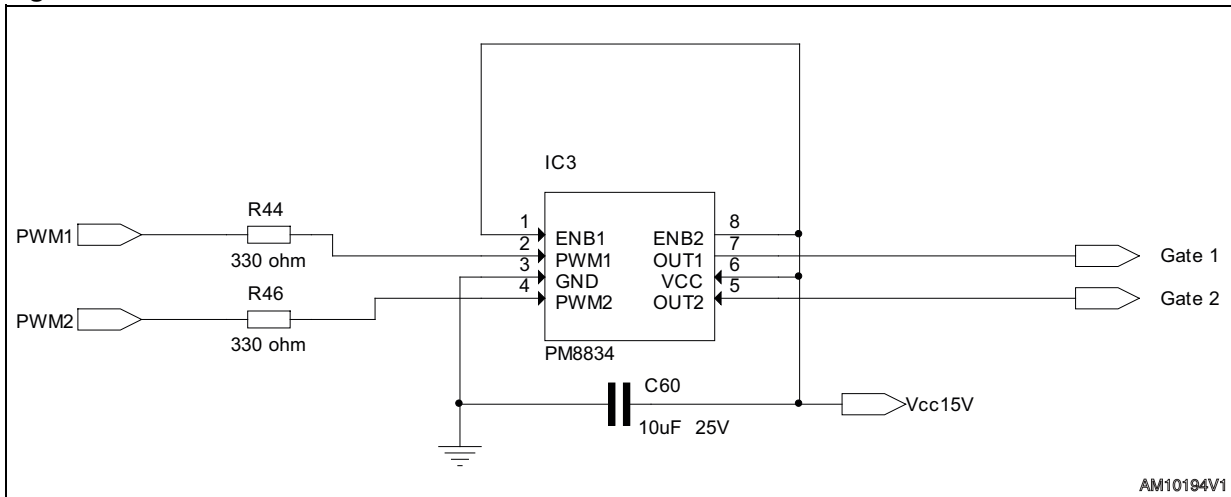 IC3
PWM1
R44
330 ohm
PWM2
R46
330 ohm
1
2
3
4
ENB1
PWM1
GND
PWM2
ENB2
OUT1
VCC
OUT2
8
7
6
5
PM8834
Gate 1
Gate 2
C60
10uF 25V
Vcc15V
AM10194V1